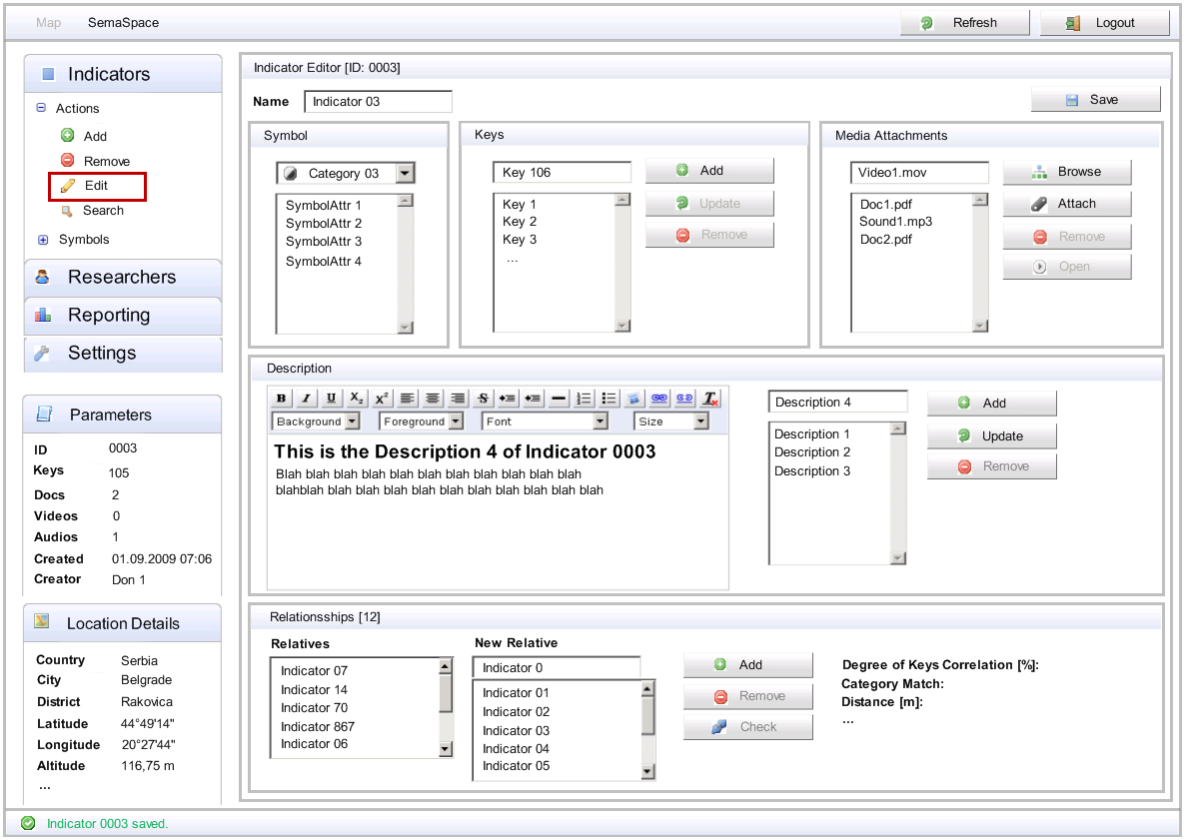 Map SemaSpace Refresh Logout
Indicators
Actions
Add
Remove
Edit
Search
Symbols
Researchers
Reporting
Settings
Parameters
ID 0003
Keys 105
Docs 2
Videos 0
Audios 1
Created 01.09.2009 07:06
Creator Don 1
Location Details
Country Serbia
City Belgrade
District Rakovica
Latitude 44°49'14"
Longitude 20°27'44"
Altitude 116,75 m
...
Indicator Editor [ID: 0003]
Name Indicator 03 Save
Symbol
Category 03
SymbolAttr 1
SymbolAttr 2
SymbolAttr 3
SymbolAttr 4
Keys
Key 106
Key 1
Key 2
Key 3
...
Add
Update
Remove
Media Attachments
Video1.mov
Doc1.pdf
Sound1.mp3
Doc2.pdf
Browse
Attach
Remove
Open
Description
B I U X₂ X² S T
Background Foreground Font Size
This is the Description 4 of Indicator 0003
Blah blah blah blah blah blah blah blah blah blah blah
blahblah blah blah blah blah blah blah blah blah blah blah
Description 4
Description 1
Description 2
Description 3
Add
Update
Remove
Relationsships [12]
Relatives
Indicator 07
Indicator 14
Indicator 70
Indicator 867
Indicator 06
New Relative
Indicator 0
Indicator 01
Indicator 02
Indicator 03
Indicator 04
Indicator 05
Add
Remove
Check
Degree of Keys Correlation [%]:
Category Match:
Distance [m]:
...
Indicator 0003 saved.